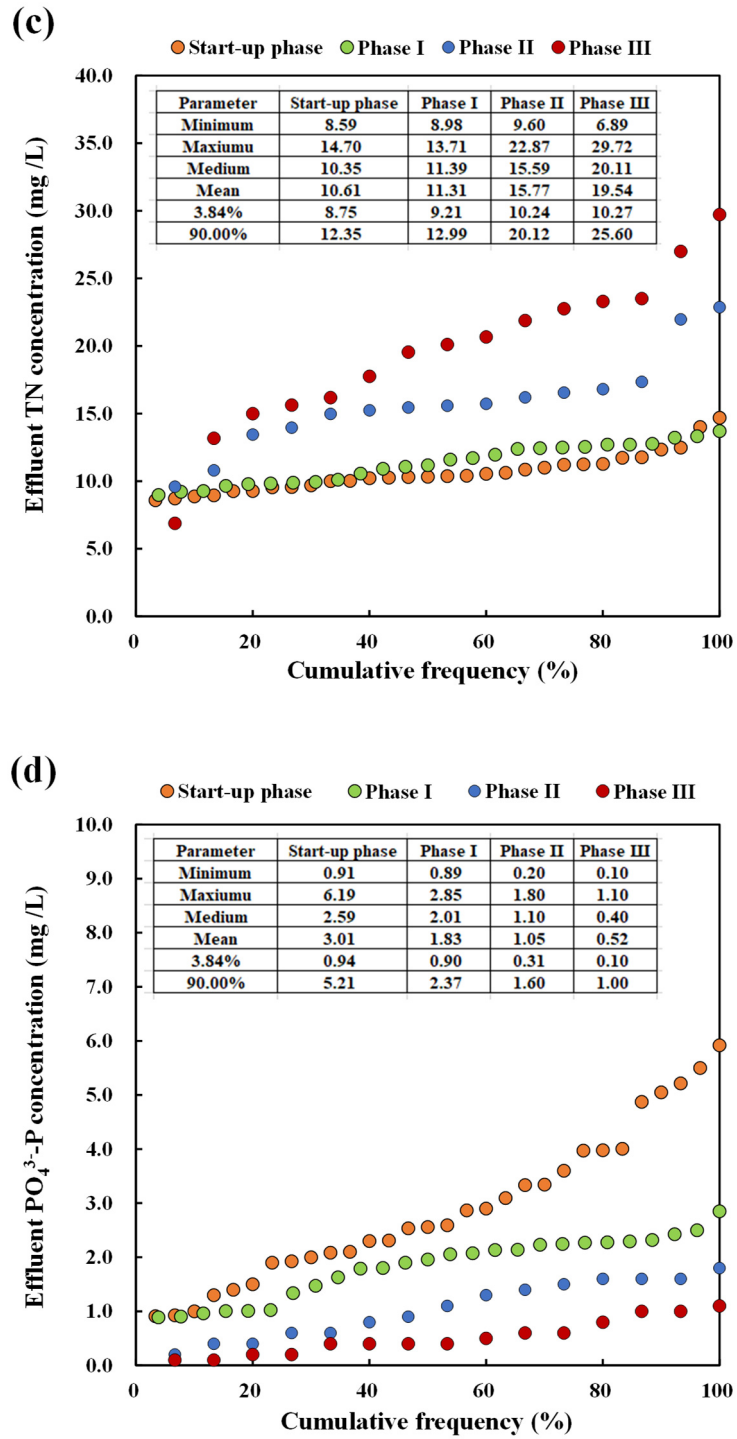 (c)
Start-up phase Phase I Phase II Phase III
40.0
Parameter Start-up phase Phase I Phase II Phase III
Minimum 8.59 8.98 9.60 6.89
Maxiumu 14.70 13.71 22.87 29.72
Medium 10.35 11.39 15.59 20.11
Mean 10.61 11.31 15.77 19.54
3.84% 8.75 9.21 10.24 10.27
90.00% 12.35 12.99 20.12 25.60
35.0
30.0
25.0
20.0
15.0
10.0
5.0
0.0
Effluent TN concentration (mg /L)
0 20 40 60 80 100
Cumulative frequency (%)
(d)
Start-up phase Phase I Phase II Phase III
10.0
Parameter Start-up phase Phase I Phase II Phase III
Minimum 0.91 0.89 0.20 0.10
Maxiumu 6.19 2.85 1.80 1.10
Medium 2.59 2.01 1.10 0.40
Mean 3.01 1.83 1.05 0.52
3.84% 0.94 0.90 0.31 0.10
90.00% 5.21 2.37 1.60 1.00
9.0
8.0
7.0
6.0
5.0
4.0
3.0
2.0
1.0
0.0
Effluent PO₄³⁻-P concentration (mg /L)
0 20 40 60 80 100
Cumulative frequency (%)